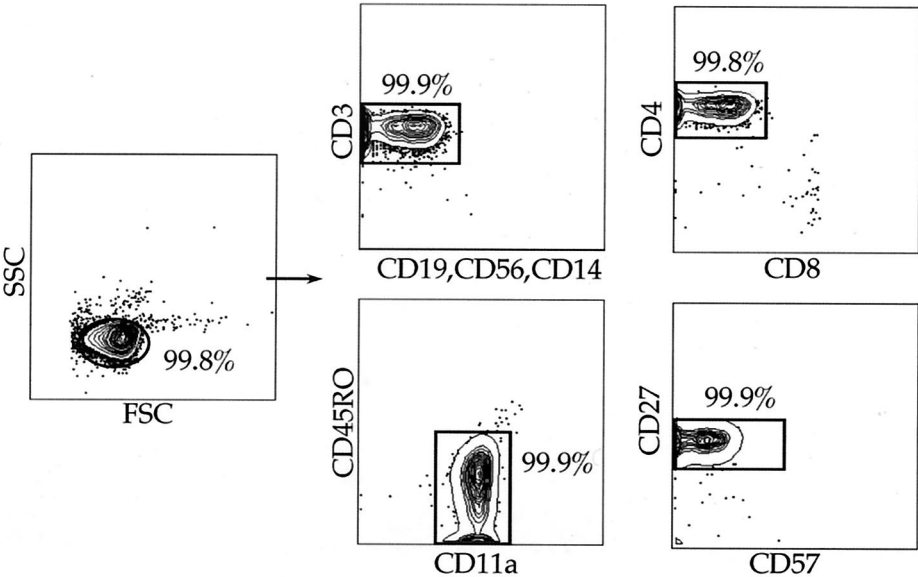 99.9%
CD3
CD19,CD56,CD14
99.8%
CD4
CD8
SSC
99.8%
FSC
CD45RO
99.9%
CD11a
CD27
99.9%
CD57